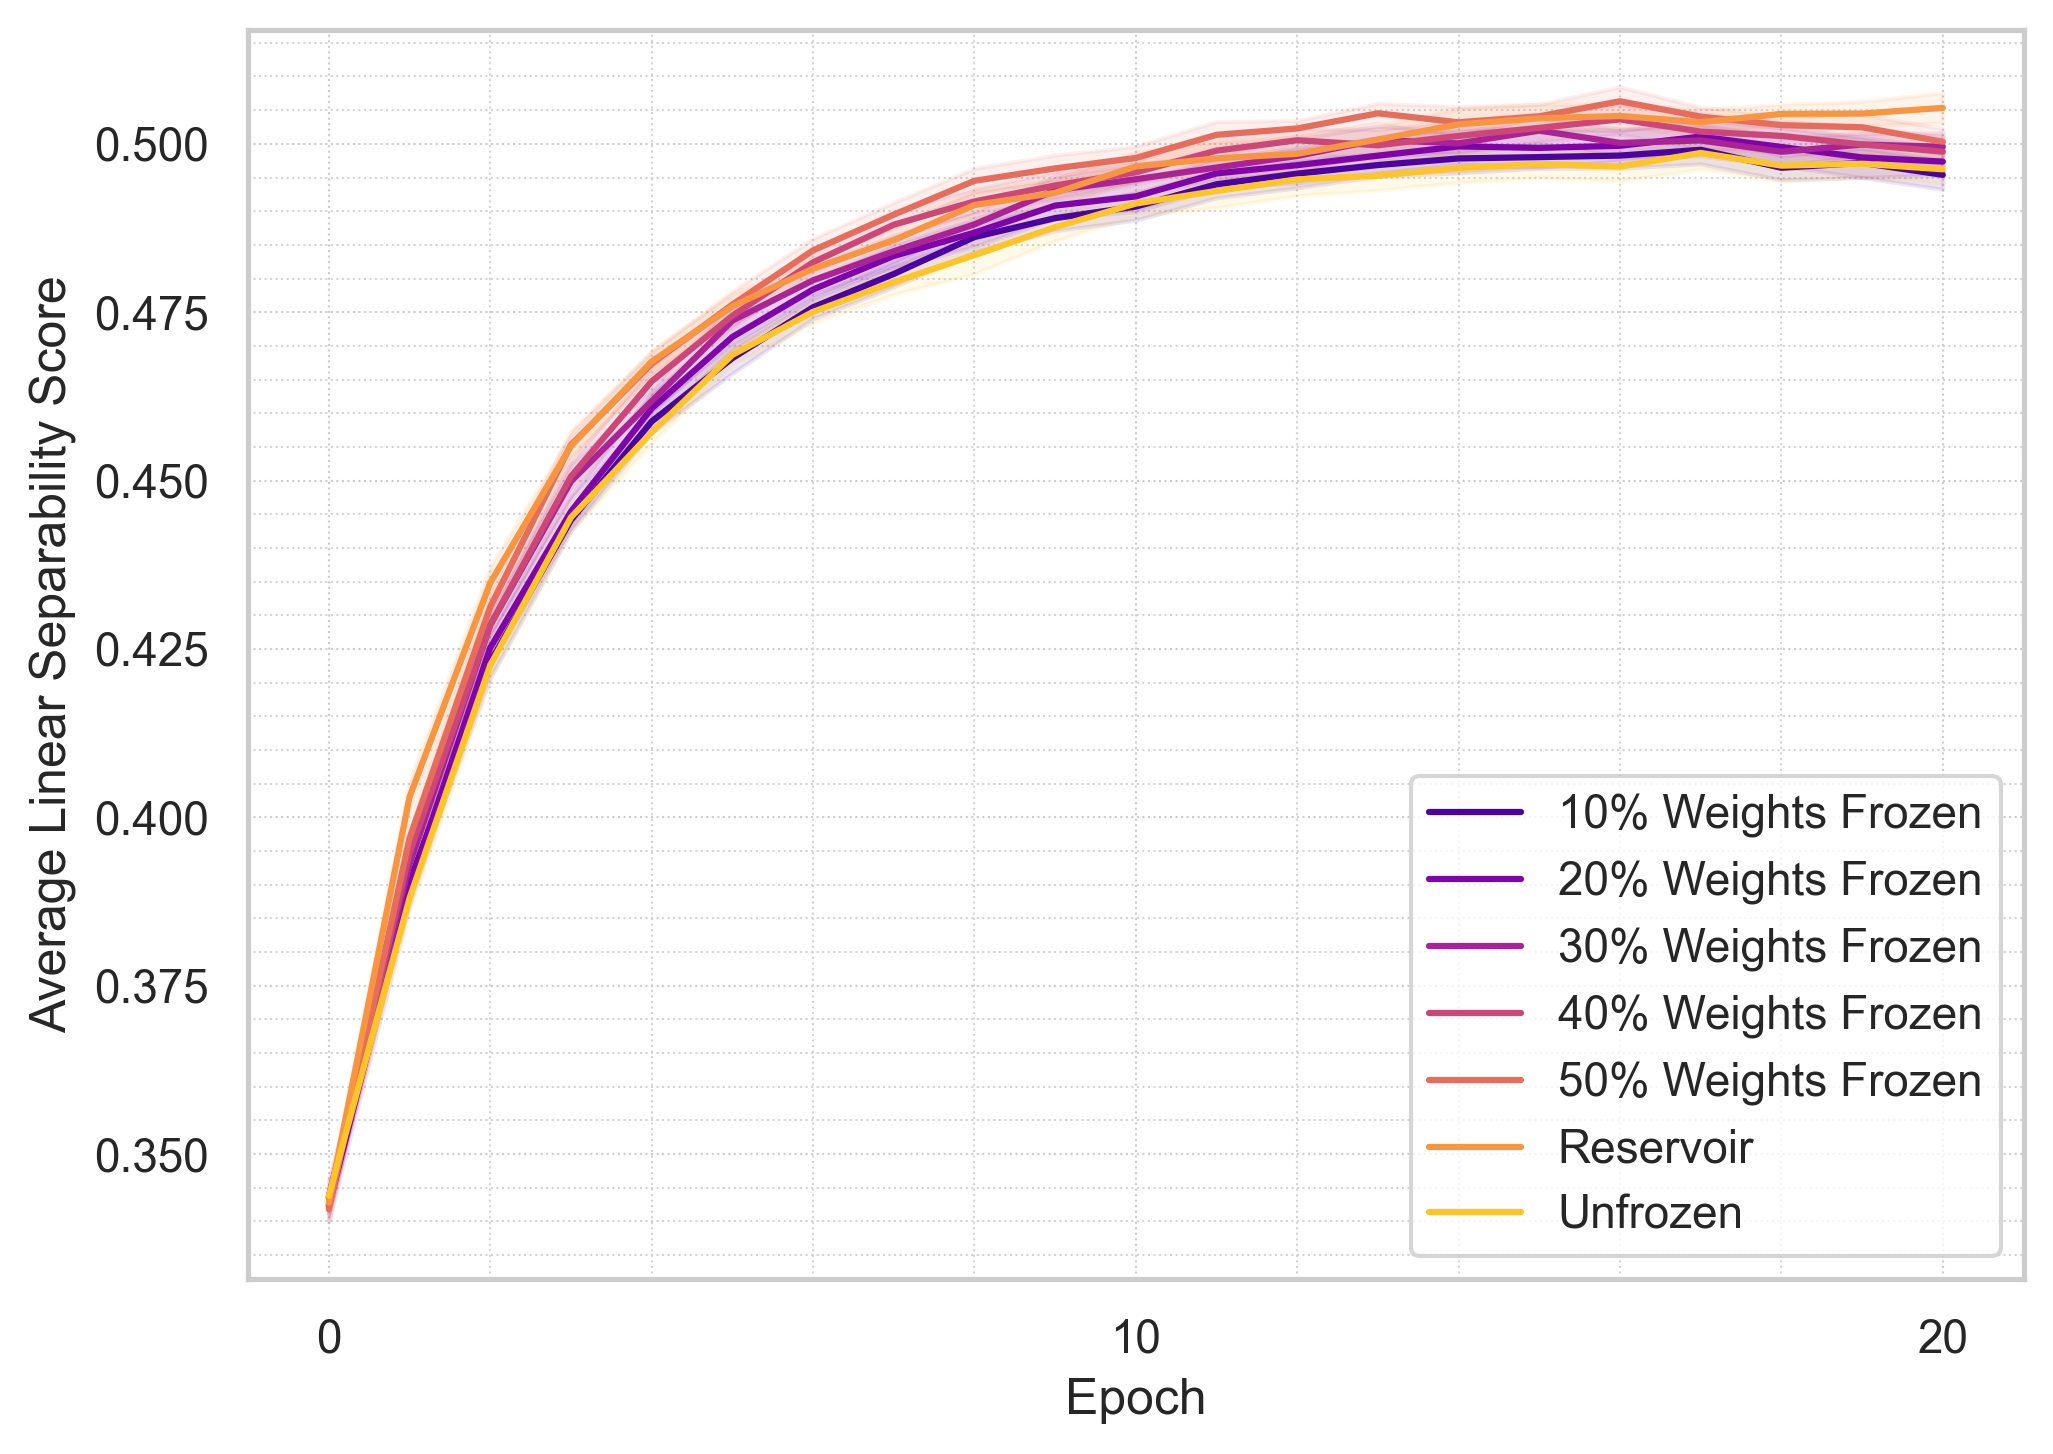 Average Linear Separability Score
0.500
0.475
0.450
0.425
0.400
0.375
0.350
10% Weights Frozen
20% Weights Frozen
30% Weights Frozen
40% Weights Frozen
50% Weights Frozen
Reservoir
Unfrozen
0 10 20
Epoch